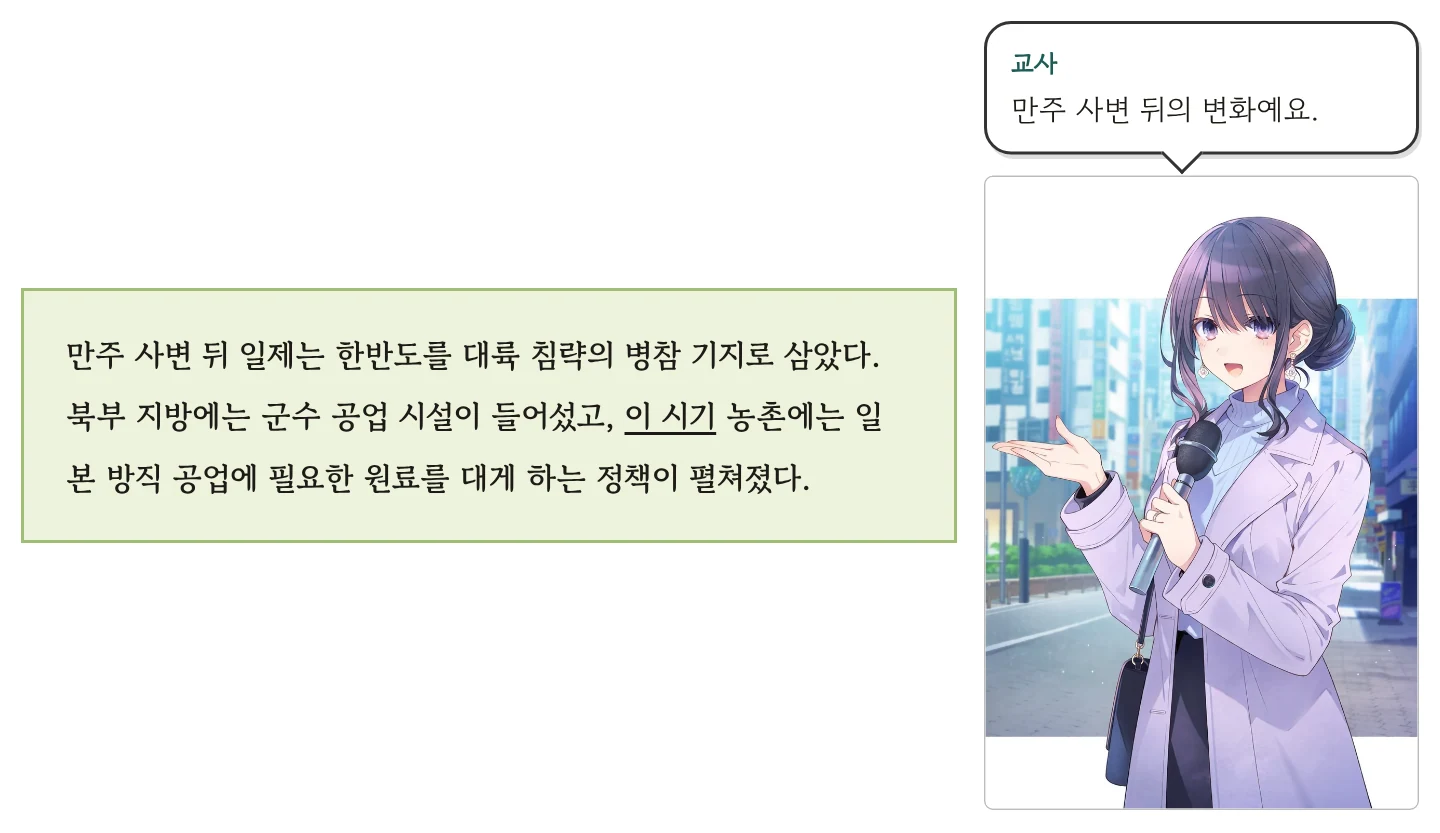 교사
만주 사변 뒤의 변화예요.
만주 사변 뒤 일제는 한반도를 대륙 침략의 병참 기지로 삼았다.
북부 지방에는 군수 공업 시설이 들어섰고, 이 시기 농촌에는 일
본 방직 공업에 필요한 원료를 대게 하는 정책이 펼쳐졌다.